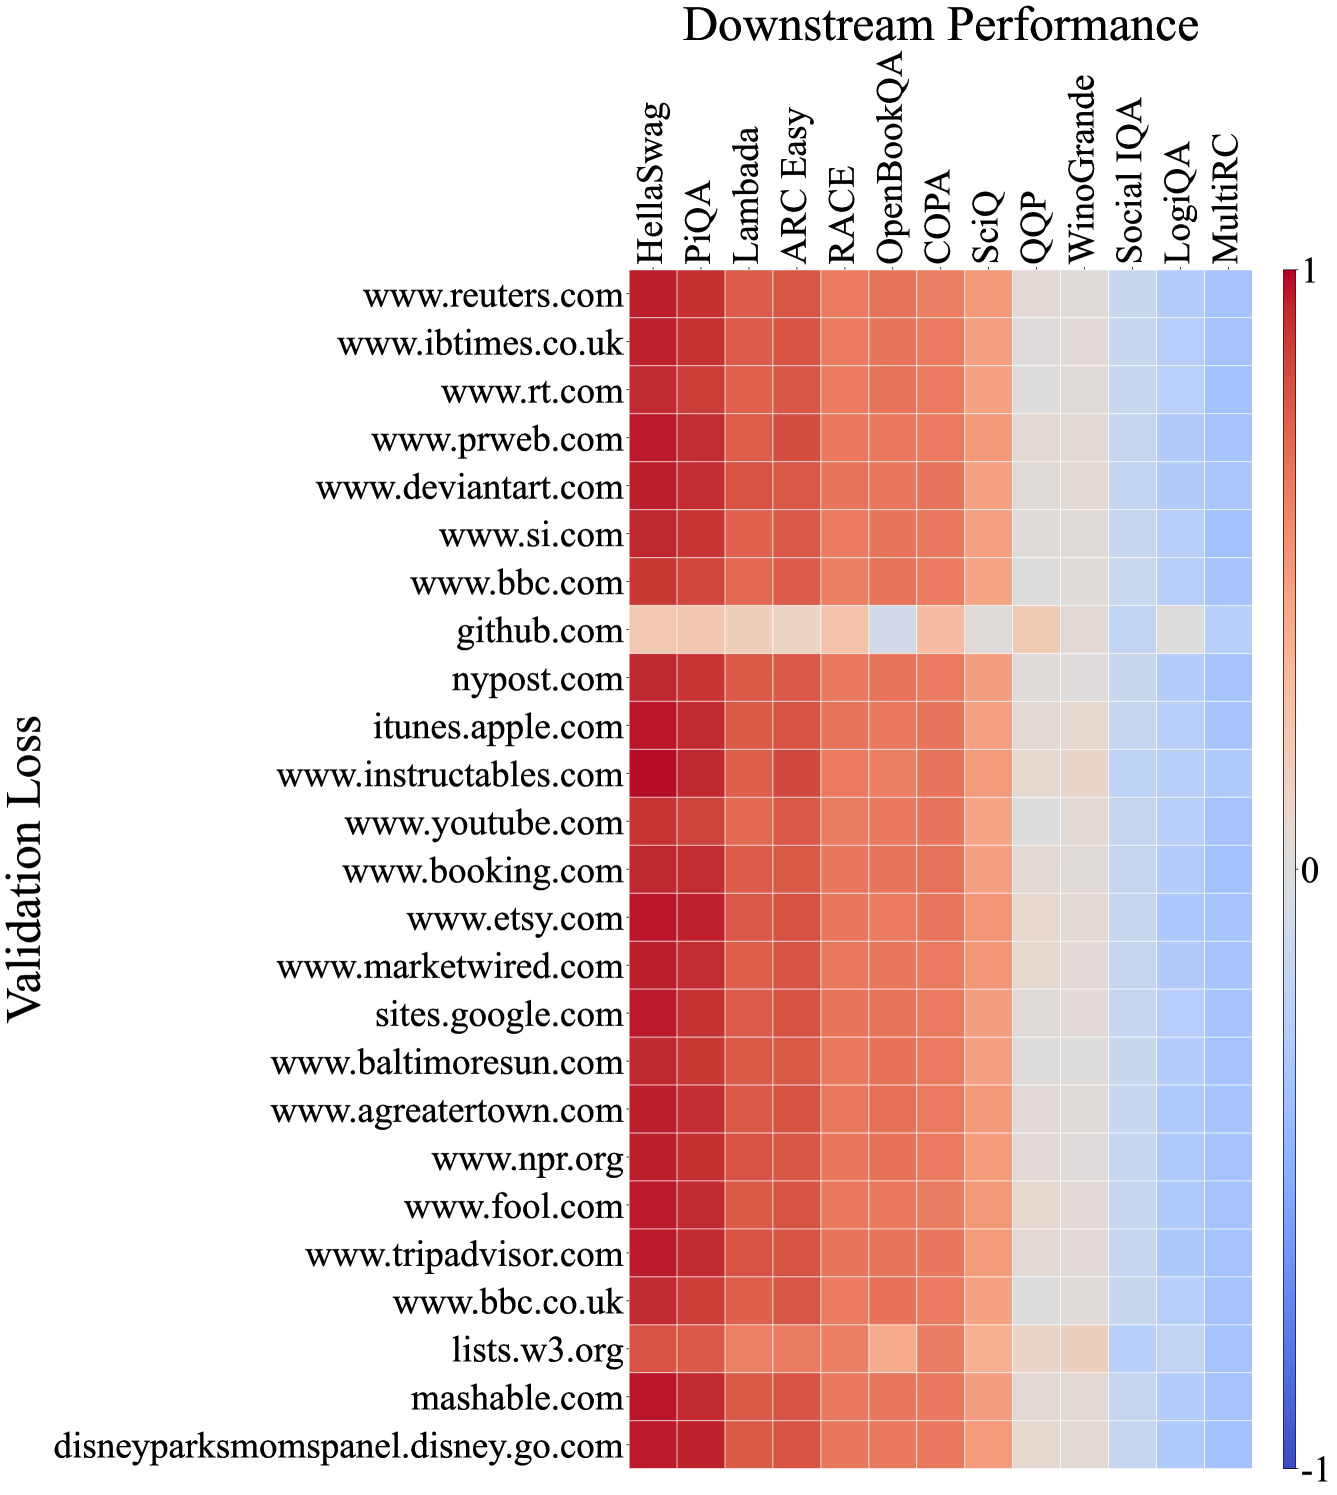 Downstream Performance
HellaSwag
PiQA
Lambada
ARC Easy
RACE
OpenBookQA
COPA
SciQ
QQP
WinoGrande
Social IQA
LogiQA
MultiRC
Validation Loss
www.reuters.com
www.ibtimes.co.uk
www.rt.com
www.prweb.com
www.deviantart.com
www.si.com
www.bbc.com
github.com
nypost.com
itunes.apple.com
www.instructables.com
www.youtube.com
www.booking.com
www.etsy.com
www.marketwired.com
sites.google.com
www.baltimoresun.com
www.agreatertown.com
www.npr.org
www.fool.com
www.tripadvisor.com
www.bbc.co.uk
lists.w3.org
mashable.com
disneyparksmomspanel.disney.go.com
1
0
-1